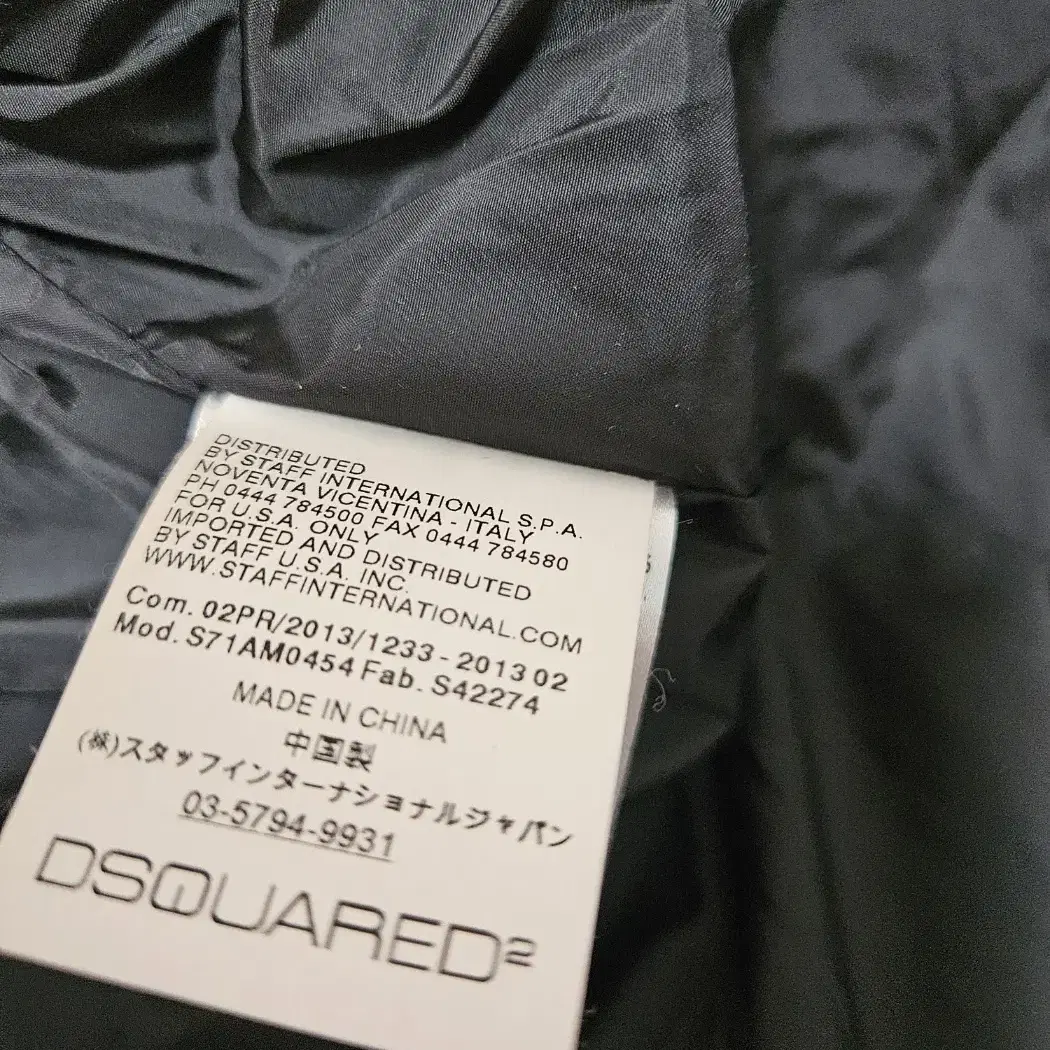 DISTRIBUTED
BY STAFF INTERNATIONAL S.P.A.
NOVENTA VICENTINA - ITALY
PH 0444 784500 FAX 0444 784580
FOR U.S.A. ONLY
IMPORTED AND DISTRIBUTED
BY STAFF U.S.A. INC.
WWW.STAFFINTERNATIONAL.COM
Com. 02PR/2013/1233 - 2013 02
Mod. S71AM0454 Fab. S42274
MADE IN CHINA
中国製
(株)スタッフインターナショナルジャパン
03-5794-9931
DSQUARED2